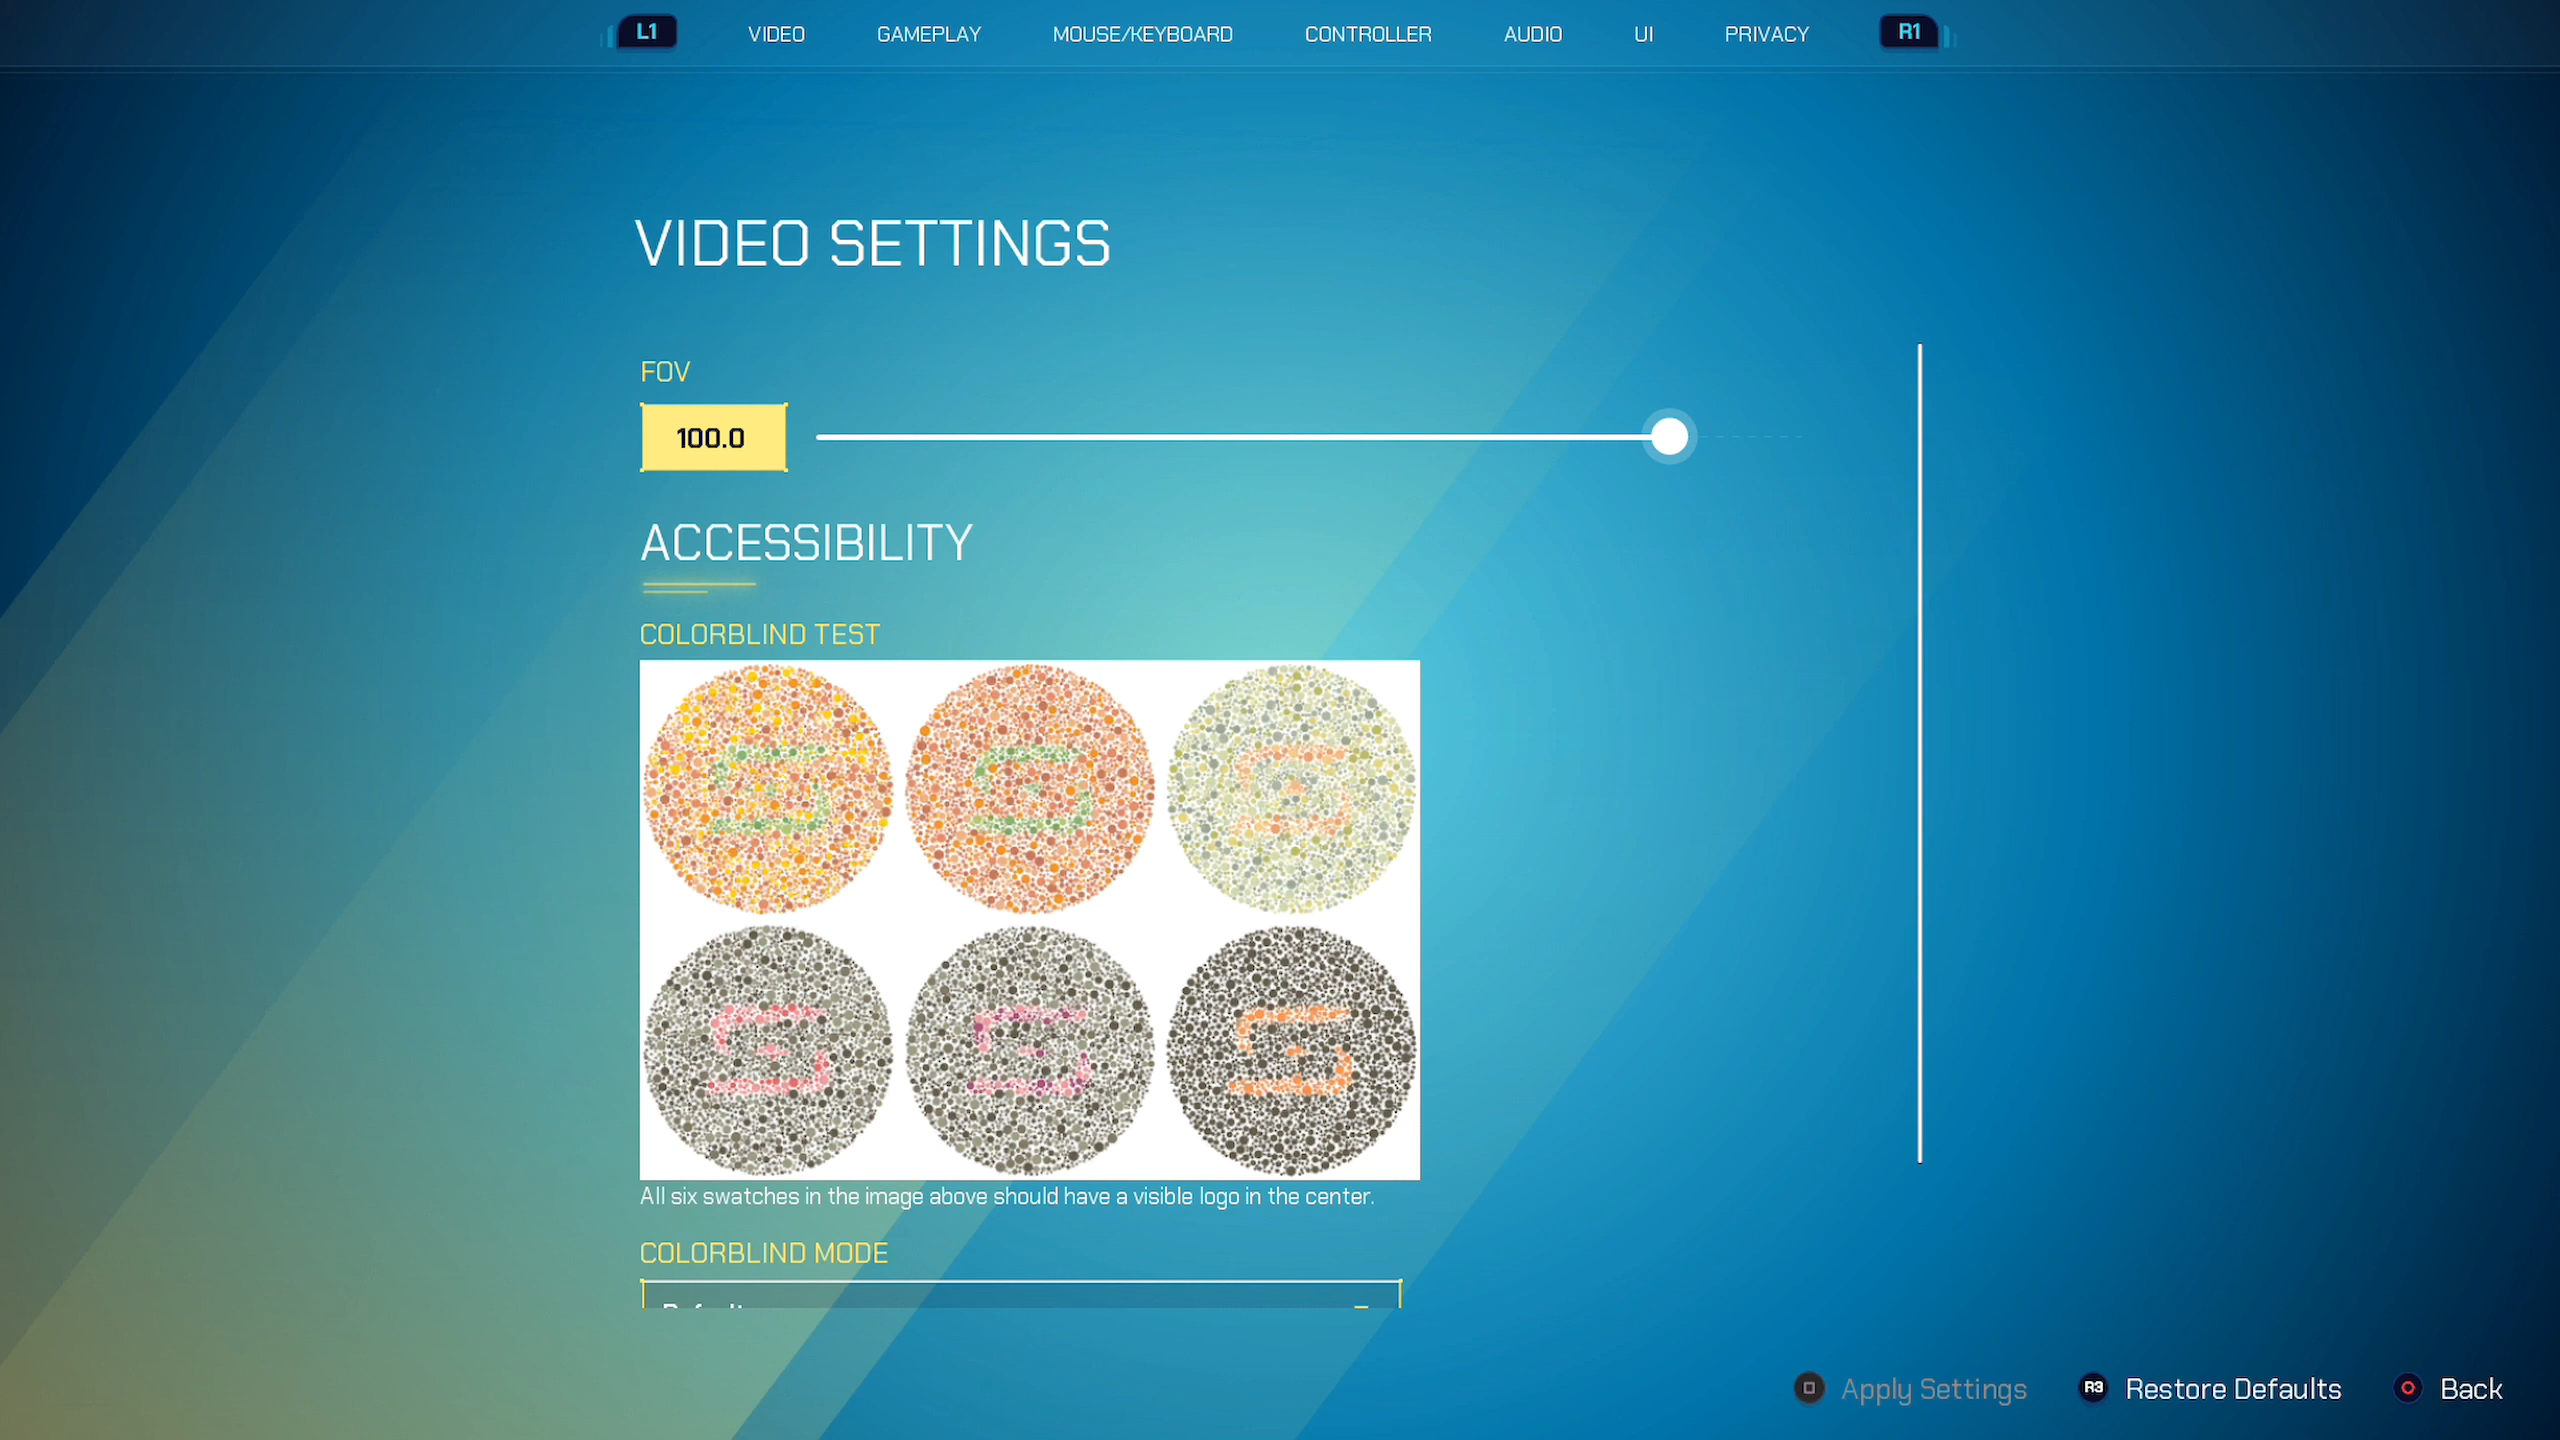 L1 VIDEO GAMEPLAY MOUSE/KEYBOARD CONTROLLER AUDIO UI PRIVACY R1
VIDEO SETTINGS
FOV
100.0
ACCESSIBILITY
COLORBLIND TEST
All six swatches in the image above should have a visible logo in the center.
COLORBLIND MODE
Apply Settings R3 Restore Defaults Back